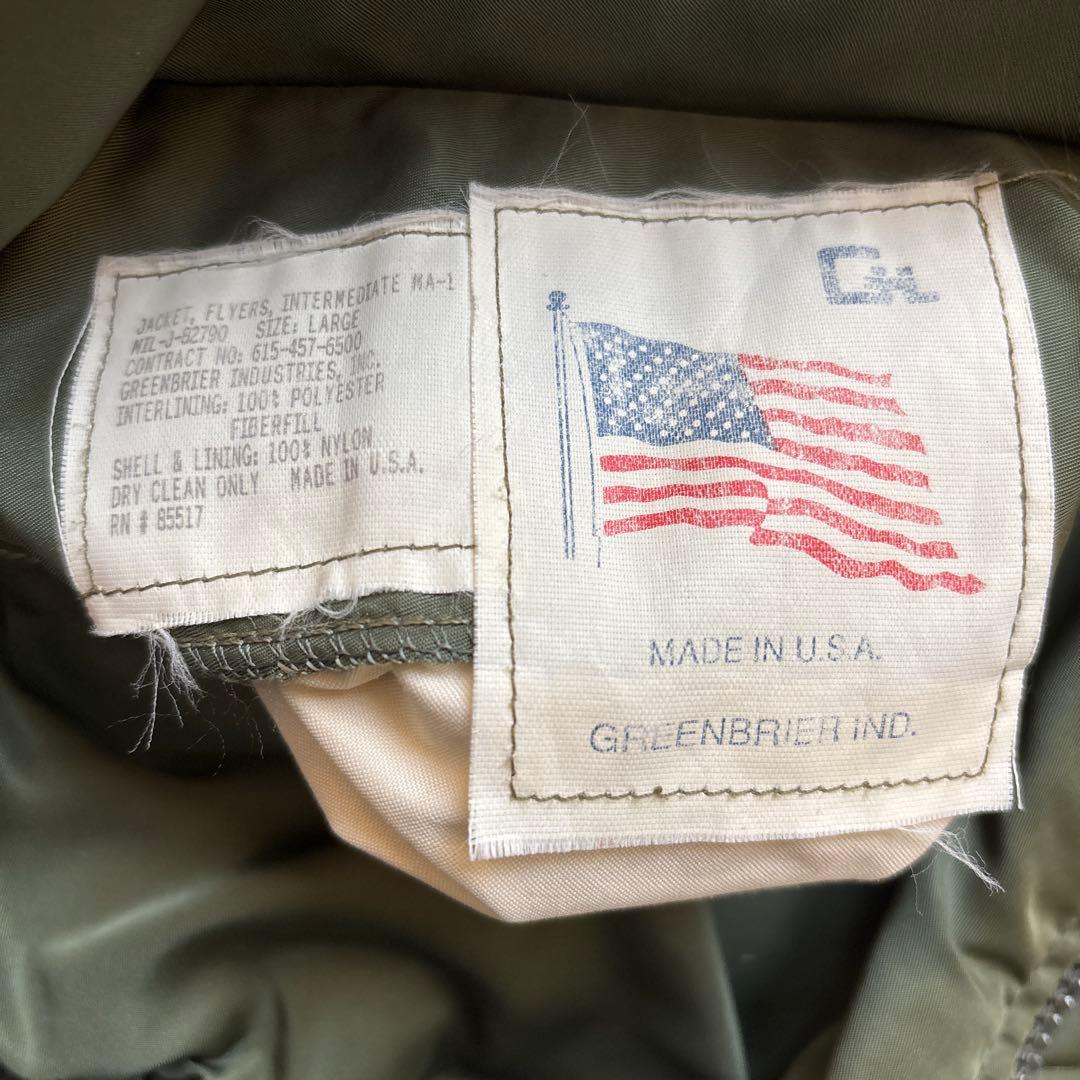 JACKET, FLYERS, INTERMEDIATE MA-1
MIL-J-82790 SIZE: LARGE
CONTRACT NO: 615-457-6500
GREENBRIER INDUSTRIES, INC.
INTERLINING: 100% POLYESTER
FIBERFILL
SHELL & LINING: 100% NYLON
DRY CLEAN ONLY MADE IN U.S.A.
RN # 85517
MADE IN U.S.A.
GREENBRIER IND.